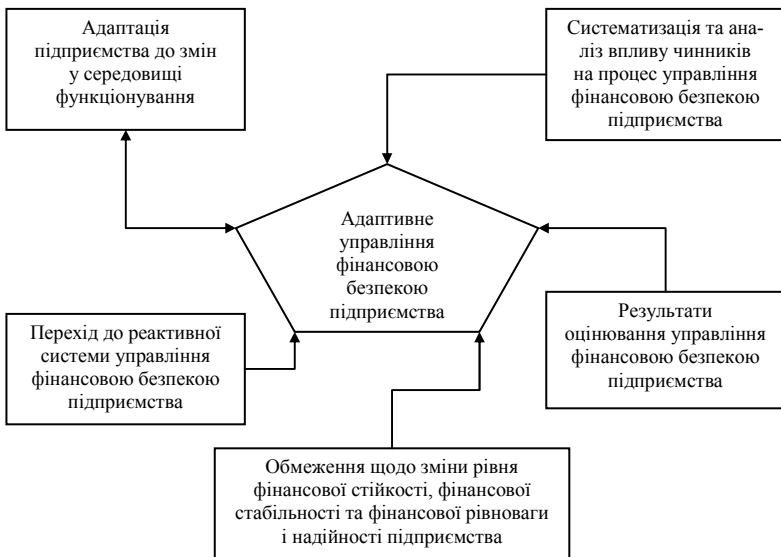 Адаптація
підприємства до змін
у середовищі
функціонування
Систематизація та ана-
ліз впливу чинників
на процес управління
фінансовою безпекою
підприємства
Адаптивне
управління
фінансовою
безпекою
підприємства
Перехід до реактивної
системи управління
фінансовою безпекою
підприємства
Результати
оцінювання управління
фінансовою безпекою
підприємства
Обмеження щодо зміни рівня
фінансової стійкості, фінансової
стабільності та фінансової рівноваги
і надійності підприємства